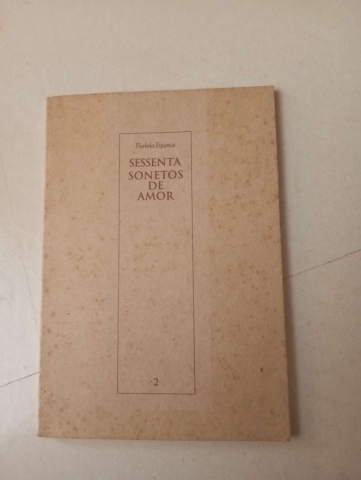 Florbela Espanca
SESSENTA
SONETOS
DE
AMOR
·2·